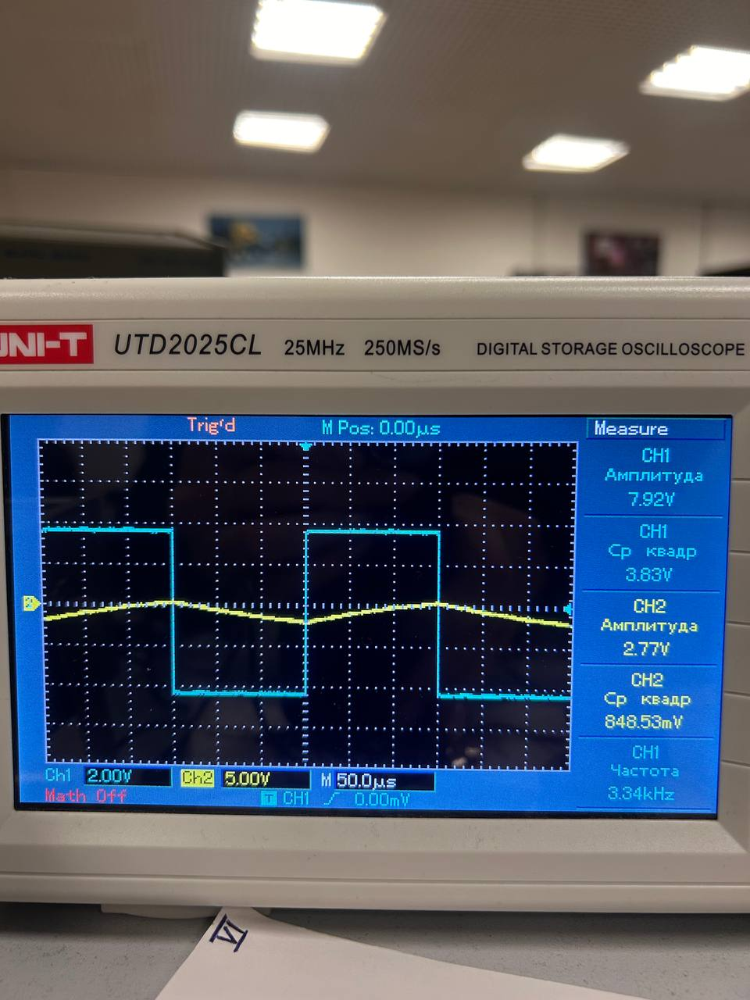 UNI-T UTD2025CL 25MHz 250MS/s DIGITAL STORAGE OSCILLOSCOPE
Trig'd M Pos: 0.00µs Measure
CH1
Амплитуда
7.92V
CH1
Ср квадр
3.83V
CH2
Амплитуда
2.77V
CH2
Ср квадр
848.53mV
CH1
Частота
3.34kHz
2
Ch1 2.00V Ch2 5.00V M 50.0µs
Math Off T CH1 0.00mV
VI